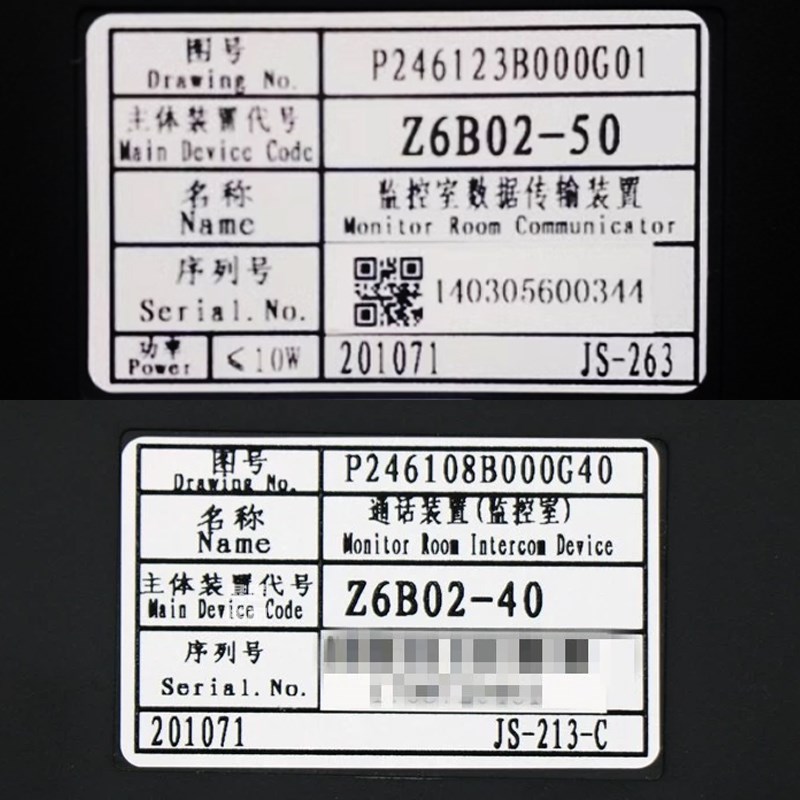 图号
Drawing No.
P246123B000G01
主体装置代号
Main Device Code
Z6B02-50
名称
Name
监控室数据传输装置
Monitor Room Communicator
序列号
Serial.No.
140305600344
功率
Power
≤10W
201071
JS-263
图号
Drawing No.
P246108B000G40
名称
Name
通话装置(监控室)
Monitor Room Intercom Device
主体装置代号
Main Device Code
Z6B02-40
序列号
Serial.No.
201071
JS-213-C